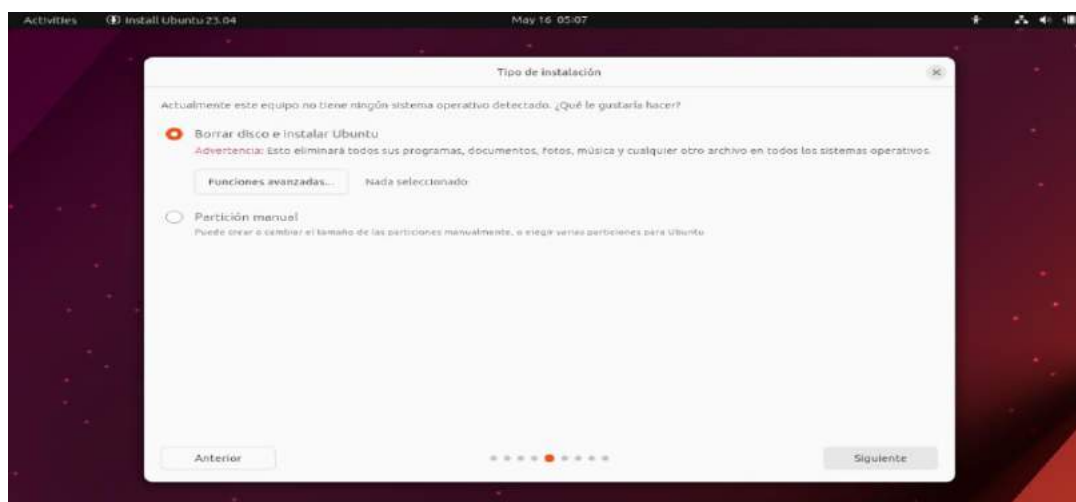 Activities Install Ubuntu 23.04 May 16 05:07
Tipo de instalación
Actualmente este equipo no tiene ningún sistema operativo detectado. ¿Qué le gustaría hacer?
Borrar disco e instalar Ubuntu
Advertencia: Esto eliminará todos sus programas, documentos, fotos, música y cualquier otro archivo en todos los sistemas operativos.
Funciones avanzadas... Nada seleccionado
Partición manual
Puede crear o cambiar el tamaño de las particiones manualmente, o elegir varias particiones para Ubuntu
Anterior Siguiente